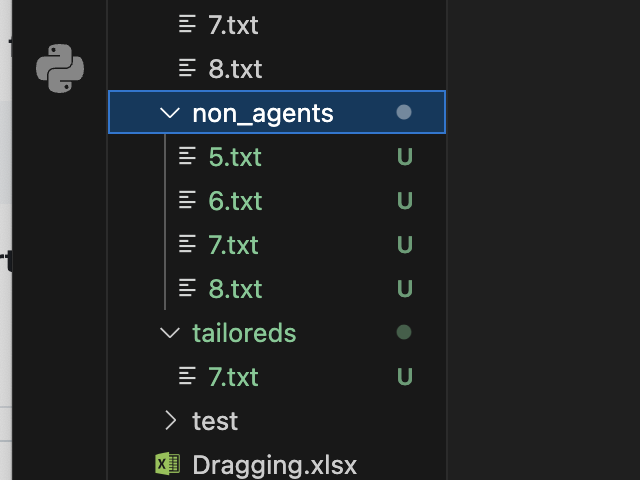 7.txt
8.txt
non_agents
5.txt U
6.txt U
7.txt U
8.txt U
tailoreds
7.txt U
test
Dragging.xlsx